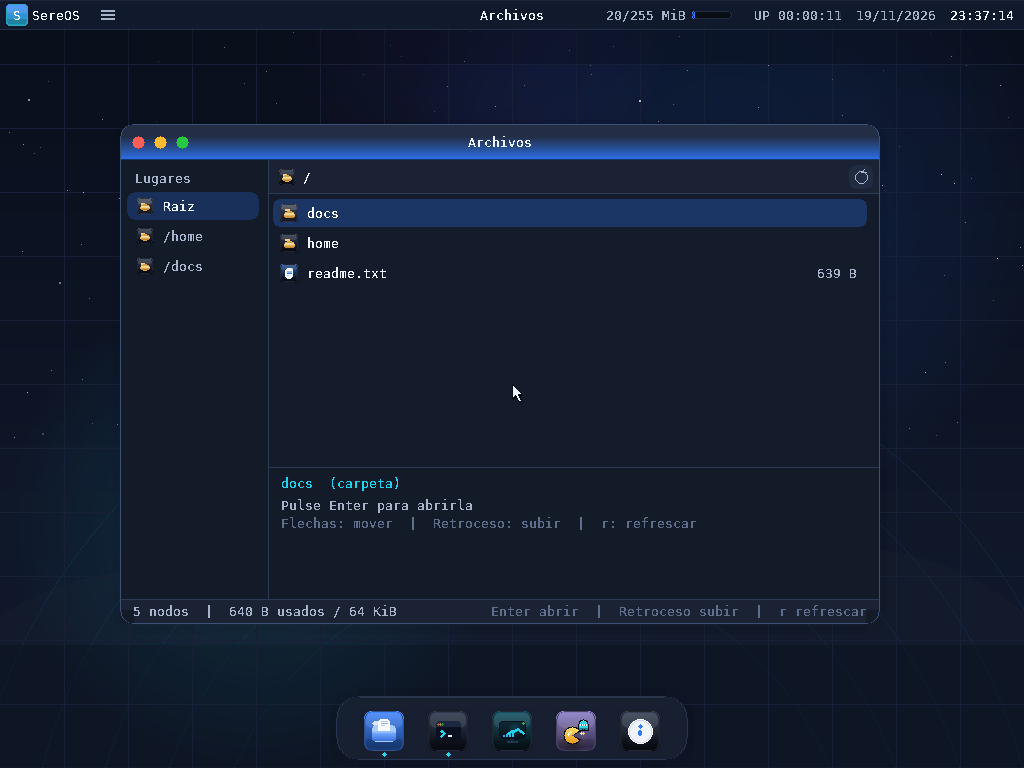 S SereOS Archivos 20/255 MiB UP 00:00:11 19/11/2026 23:37:14
Archivos
Lugares
Raiz
/home
/docs
/
docs
home
readme.txt 639 B
docs (carpeta)
Pulse Enter para abrirla
Flechas: mover | Retroceso: subir | r: refrescar
5 nodos | 640 B usados / 64 KiB Enter abrir | Retroceso subir | r refrescar